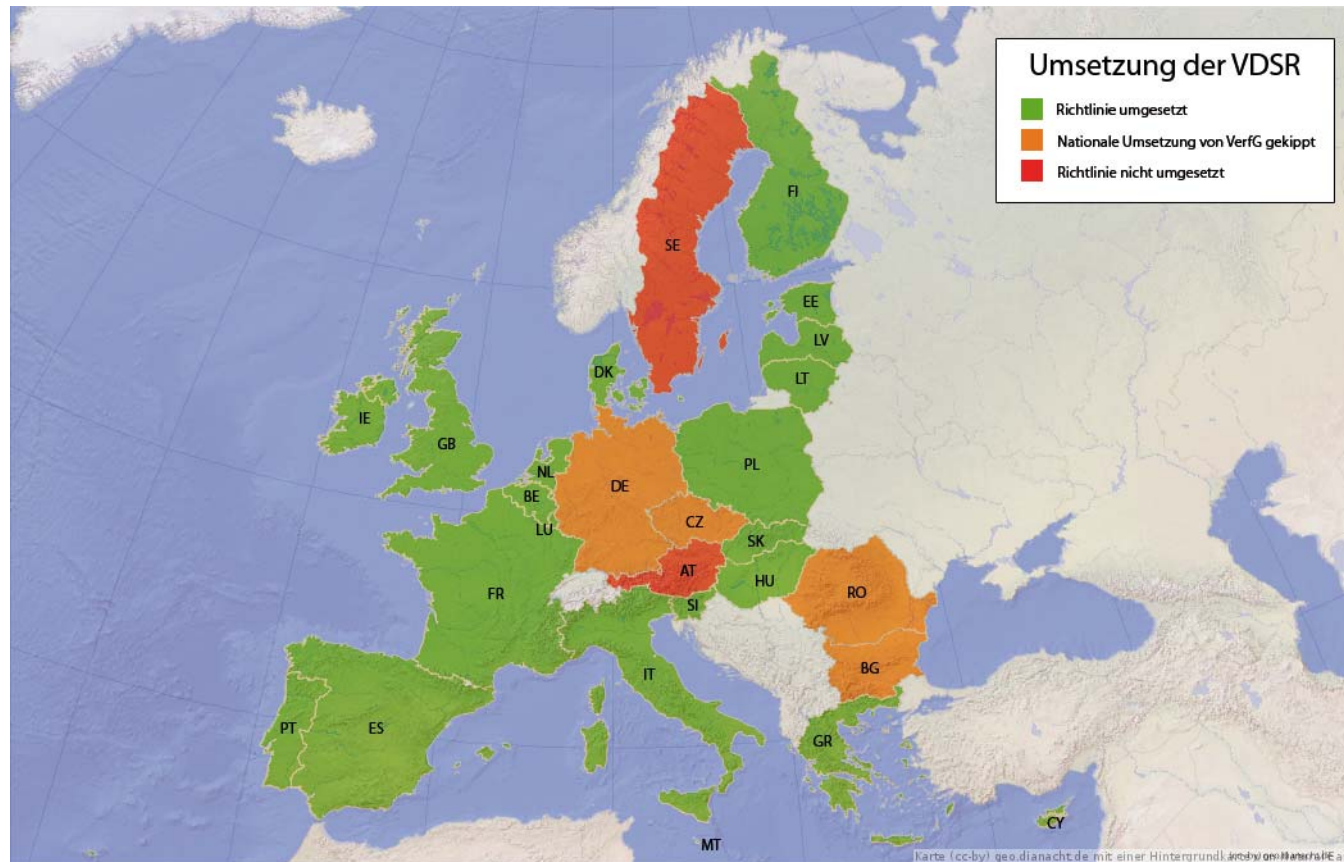 Umsetzung der VDSR
Richtlinie umgesetzt
Nationale Umsetzung von VerfG gekippt
Richtlinie nicht umgesetzt
FI
SE
EE
LV
DK
LT
IE
GB
NL
PL
DE
BE
CZ
LU
SK
AT
HU
FR
RO
SI
BG
IT
PT
ES
GR
CY
MT
Karte (cc-by) geo.dianacht.de mit einer Hintergrundkarte von